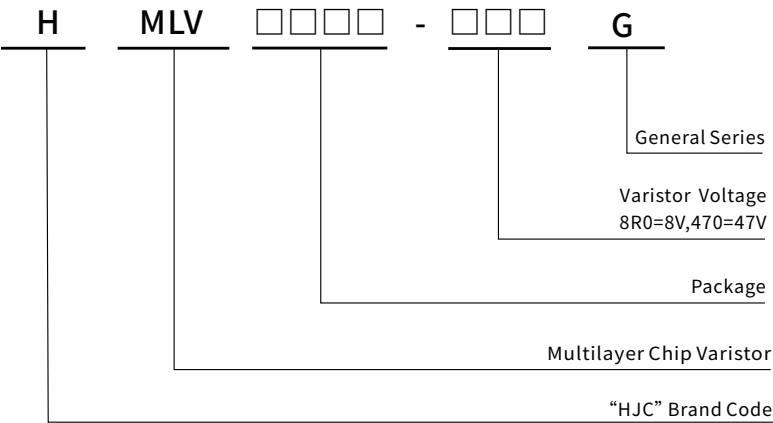 H MLV □□□□ - □□□ G
General Series
Varistor Voltage
8R0=8V,470=47V
Package
Multilayer Chip Varistor
“HJC” Brand Code